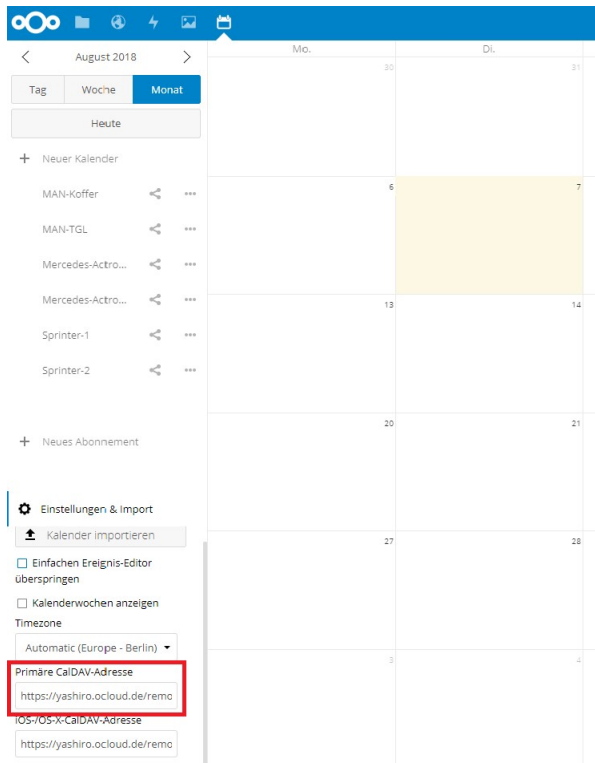 August 2018
Tag Woche Monat
Heute
Neuer Kalender
MAN-Koffer
MAN-TGL
Mercedes-Actro...
Mercedes-Actro...
Sprinter-1
Sprinter-2
Neues Abonnement
Einstellungen & Import
Kalender importieren
Einfachen Ereignis-Editor
überspringen
Kalenderwochen anzeigen
Timezone
Automatic (Europe - Berlin)
Primäre CalDAV-Adresse
https://yashiro.ocloud.de/remo
iOS-/OS-X-CalDAV-Adresse
https://yashiro.ocloud.de/remo
Mo. Di.
30 31
6 7
13 14
20 21
27 28
3 4